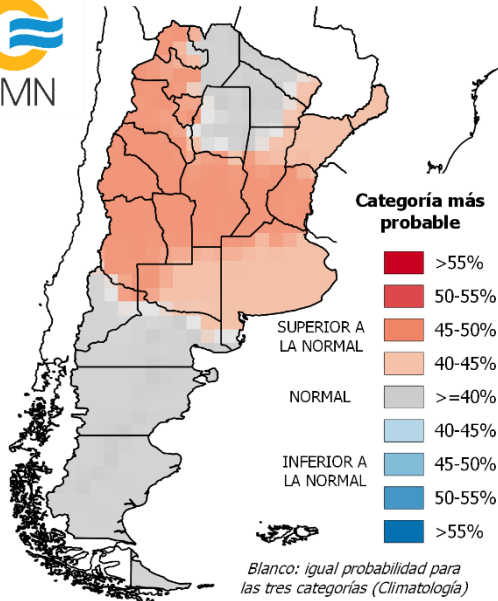 MN
Categoría más
probable
>55%
50-55%
SUPERIOR A
LA NORMAL
45-50%
40-45%
NORMAL
>=40%
40-45%
INFERIOR A
LA NORMAL
45-50%
50-55%
>55%
Blanco: igual probabilidad para
las tres categorías (Climatología)